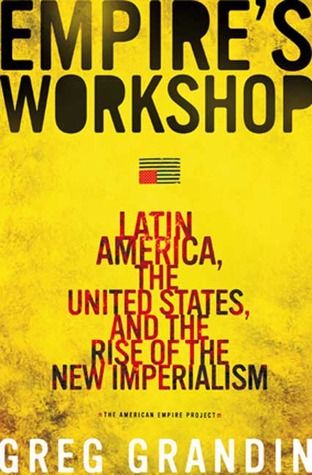 EMPIRE'S
WORKSHOP
LATIN
AMERICA,
THE
UNITED STATES,
AND THE
RISE OF THE
NEW IMPERIALISM
THE AMERICAN EMPIRE PROJECT
GREG GRANDIN